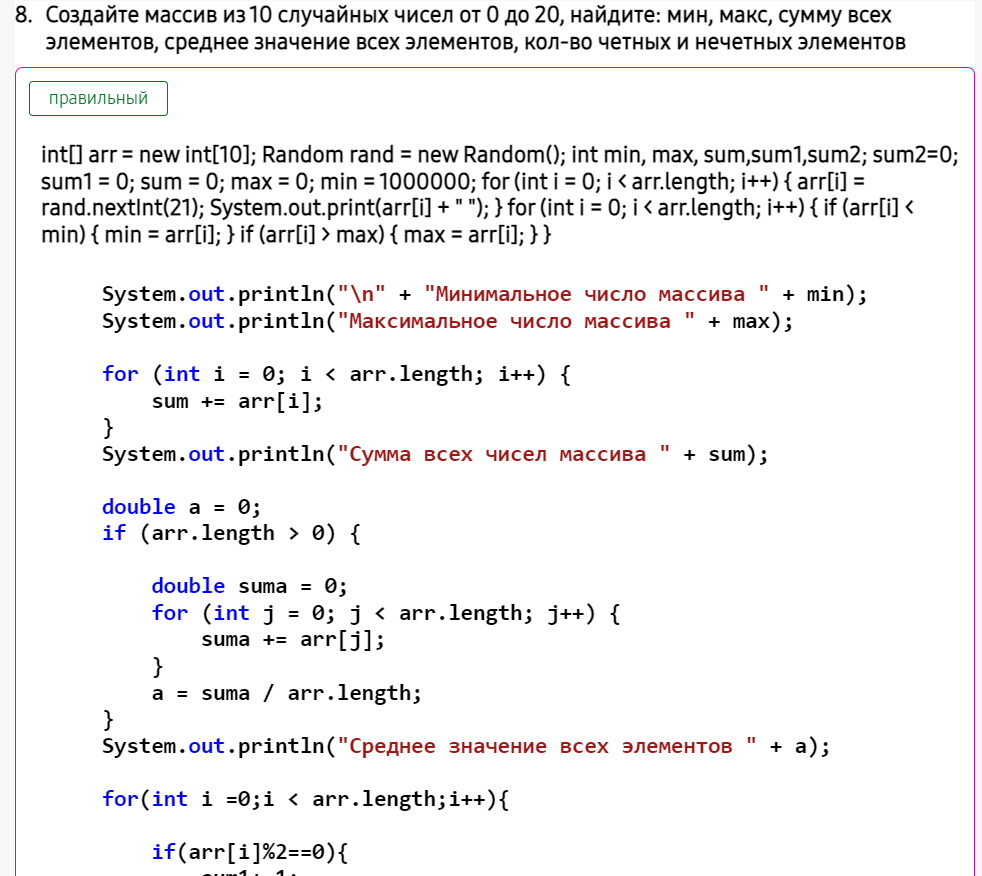 8. Создайте массив из 10 случайных чисел от 0 до 20, найдите: мин, макс, сумму всех
элементов, среднее значение всех элементов, кол-во четных и нечетных элементов
правильный
int[] arr = new int[10]; Random rand = new Random(); int min, max, sum,sum1,sum2; sum2=0;
sum1 = 0; sum = 0; max = 0; min = 1000000; for (int i = 0; i < arr.length; i++) { arr[i] =
rand.nextInt(21); System.out.print(arr[i] + " "); } for (int i = 0; i < arr.length; i++) { if (arr[i] <
min) { min = arr[i]; } if (arr[i] > max) { max = arr[i]; } }
System.out.println("\n" + "Минимальное число массива " + min);
System.out.println("Максимальное число массива " + max);
for (int i = 0; i < arr.length; i++) {
sum += arr[i];
}
System.out.println("Сумма всех чисел массива " + sum);
double a = 0;
if (arr.length > 0) {
double suma = 0;
for (int j = 0; j < arr.length; j++) {
suma += arr[j];
}
a = suma / arr.length;
}
System.out.println("Среднее значение всех элементов " + a);
for(int i =0;i < arr.length;i++){
if(arr[i]%2==0){